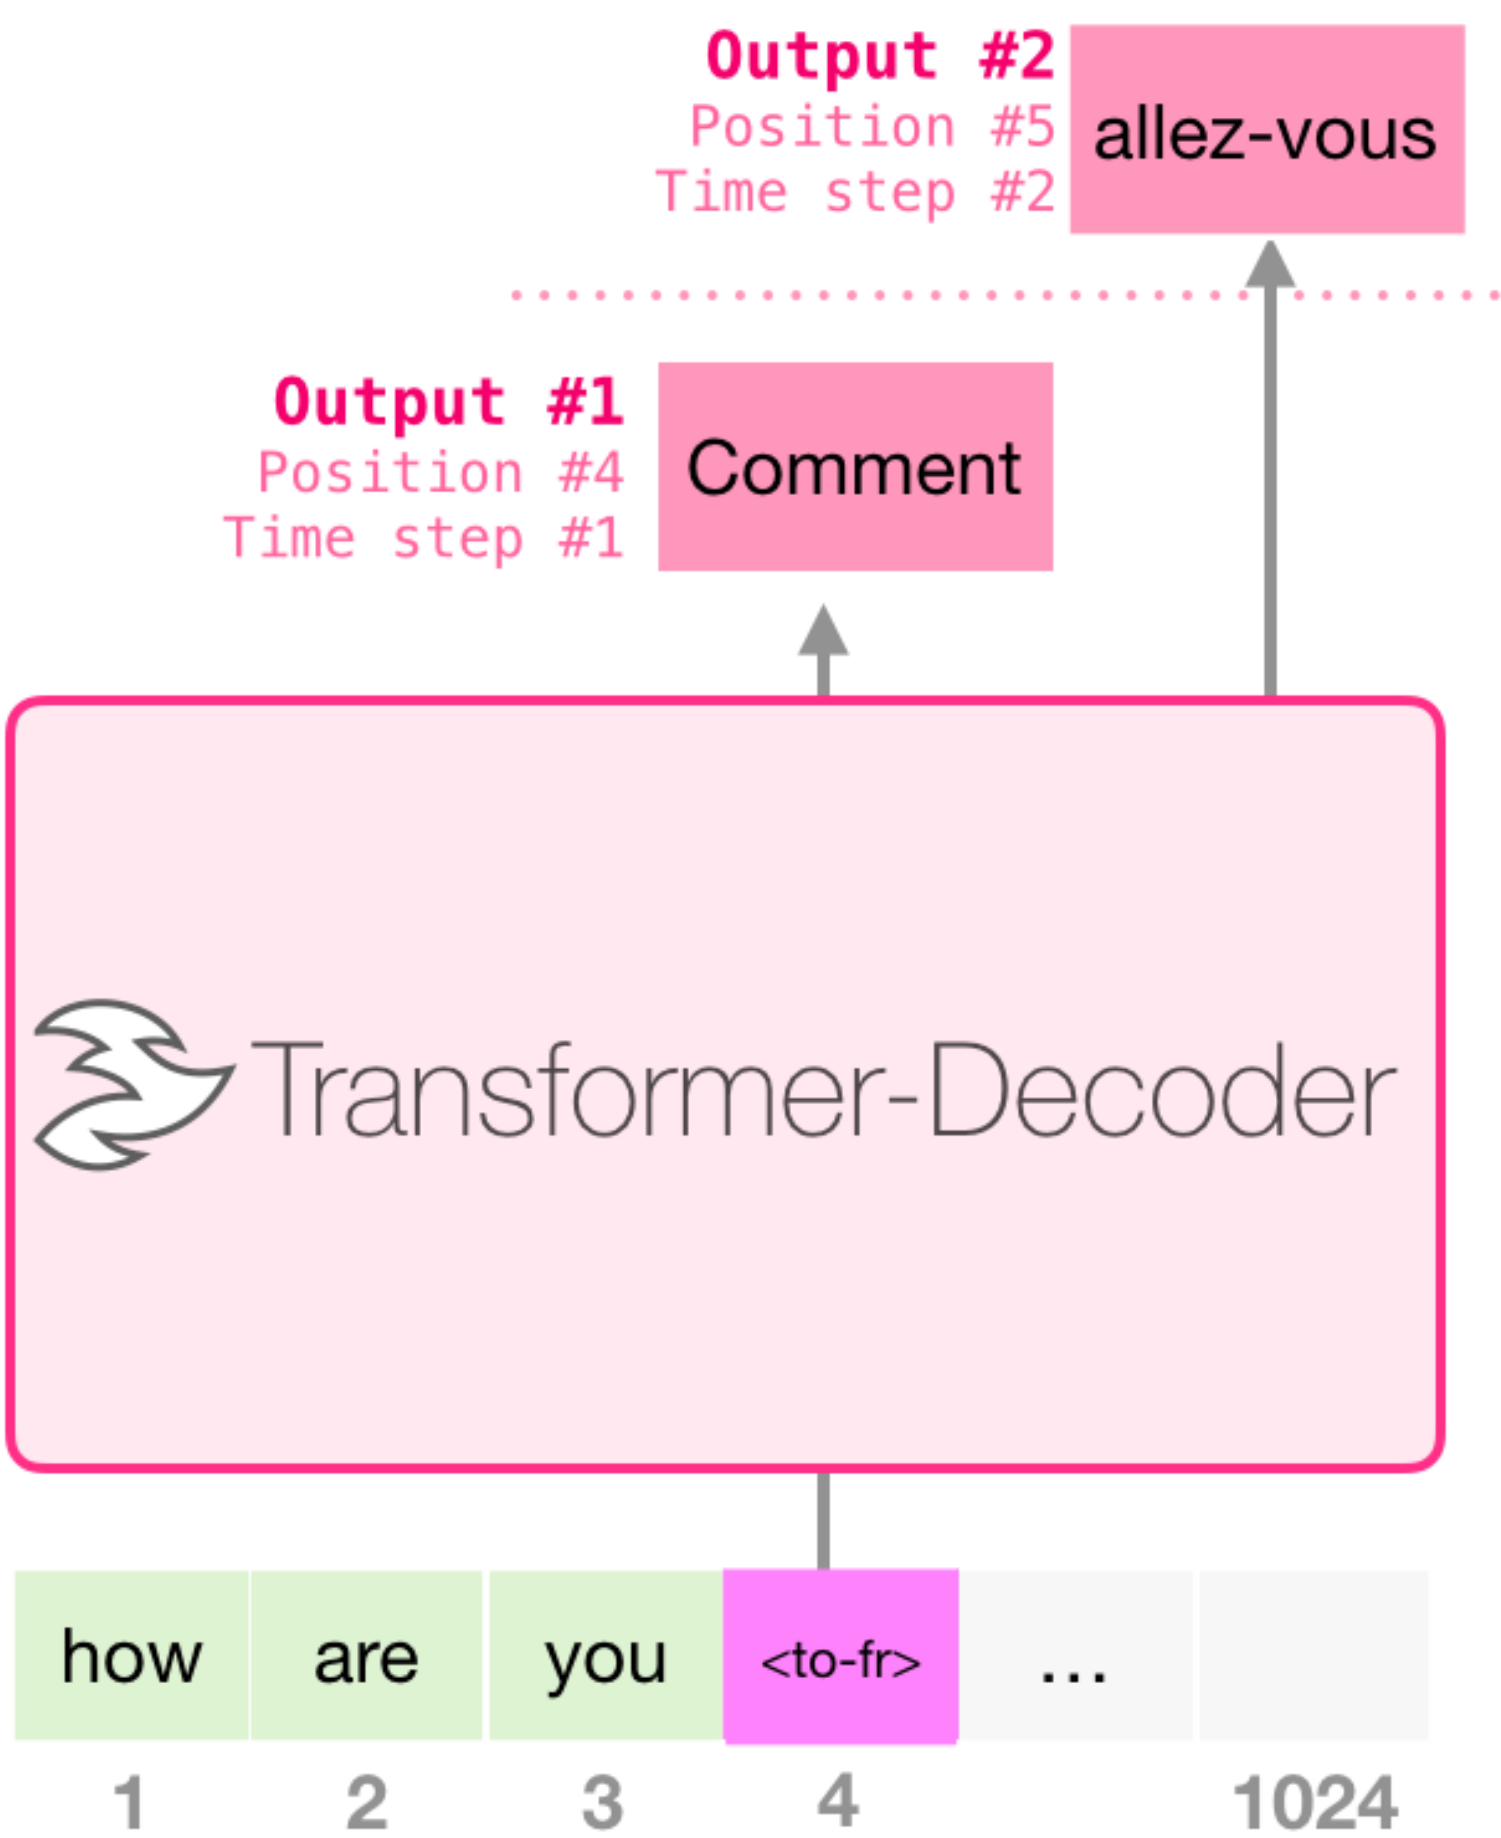 Output #2
Position #5
Time step #2
allez-vous
Output #1
Position #4
Time step #1
Comment
Transformer-Decoder
how are you <to-fr> ...
1 2 3 4 1024